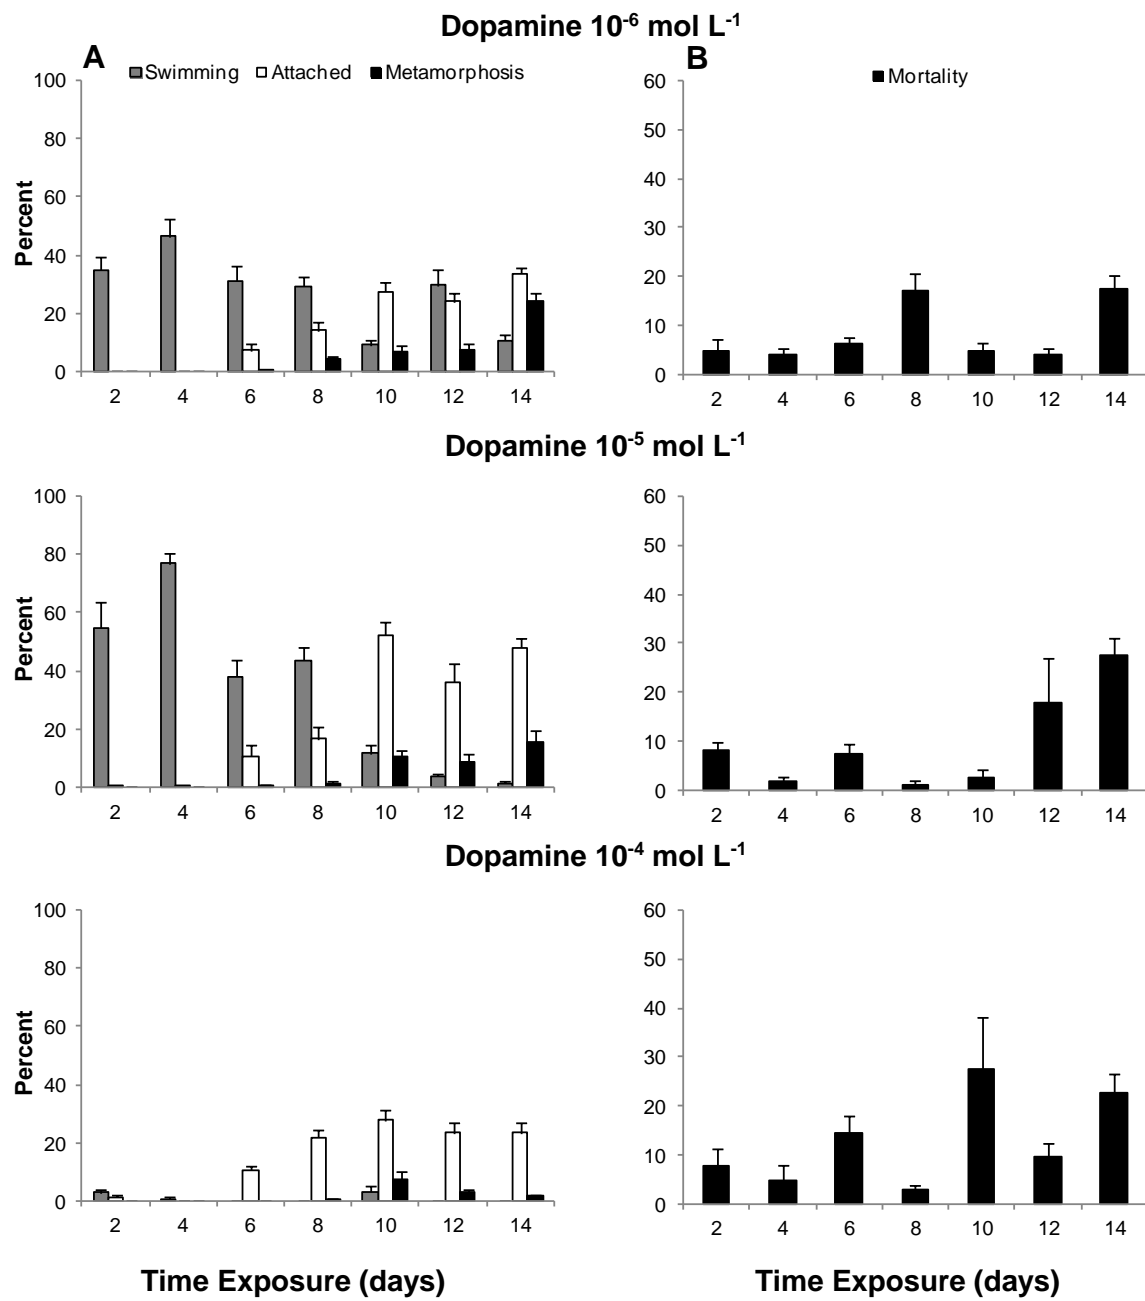 Dopamine 10⁻⁶ mol L⁻¹
A
Swimming Attached Metamorphosis
Percent
100
80
60
40
20
0
2 4 6 8 10 12 14
B
Mortality
60
50
40
30
20
10
0
2 4 6 8 10 12 14
Dopamine 10⁻⁵ mol L⁻¹
Percent
100
80
60
40
20
0
2 4 6 8 10 12 14
60
50
40
30
20
10
0
2 4 6 8 10 12 14
Dopamine 10⁻⁴ mol L⁻¹
Percent
100
80
60
40
20
0
2 4 6 8 10 12 14
Time Exposure (days)
60
50
40
30
20
10
0
2 4 6 8 10 12 14
Time Exposure (days)